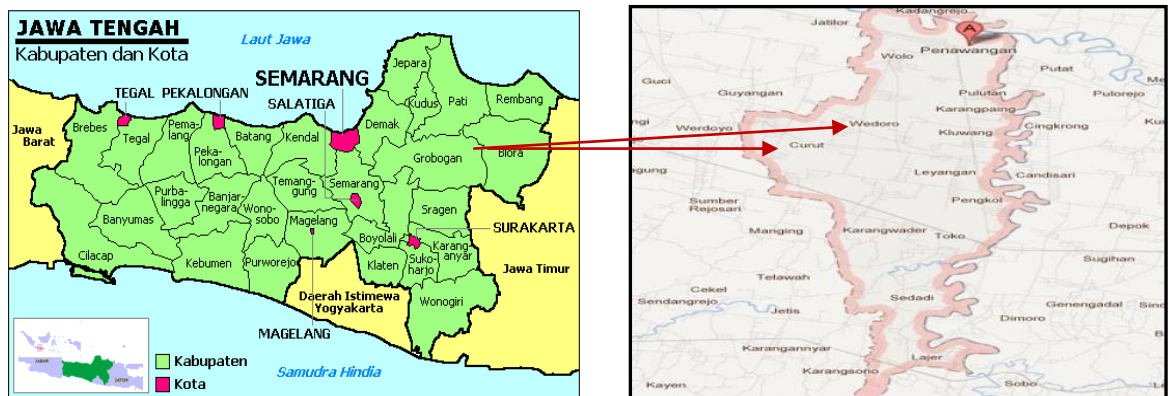 JAWA TENGAH
Kabupaten dan Kota
Laut Jawa
SEMARANG
TEGAL
PEKALONGAN
SALATIGA
Jepara
Kudus
Pati
Rembang
Demak
Brebes
Tegal
Pema-
lang
Batang
Kendal
Jawa
Barat
Peka-
longan
Grobogan
Blora
Temang-
gung
Semarang
Purba-
lingga
Banjar-
negara
Wono-
sobo
Sragen
Banyumas
Magelang
SURAKARTA
Boyolali
Karang-
anyar
Cilacap
Kebumen
Purworejo
Klaten
Suko-
harjo
Jawa Timur
Daerah Istimewa
Yogyakarta
Wonogiri
MAGELANG
Kabupaten
Kota
Samudra Hindia
Kadangrejo
Jatilor
A
Penawangan
Wolo
Putat
Guci
Guyangan
Pulutan
Pulorejo
Karangpaing
Werdoyo
Wedoro
Kluwang
Cingkrong
Curut
Leyangan
Candisari
Pengkol
Sumber
Rejosari
Manging
Karangwader
Toko
Depok
Sugihan
Telawah
Cekel
Sendangrejo
Sedadi
Genengadal
Jetis
Dimoro
Karangannyar
Lajer
Karangsono
Kayen
Sobo